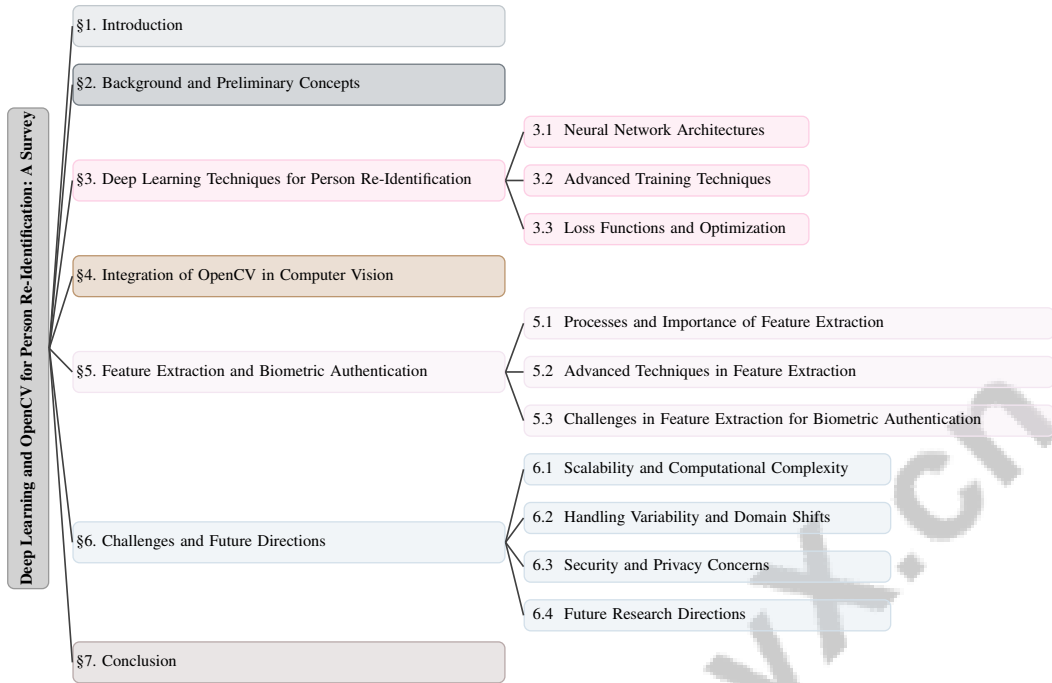 Deep Learning and OpenCV for Person Re-Identification: A Survey
§1. Introduction
§2. Background and Preliminary Concepts
§3. Deep Learning Techniques for Person Re-Identification
3.1 Neural Network Architectures
3.2 Advanced Training Techniques
3.3 Loss Functions and Optimization
§4. Integration of OpenCV in Computer Vision
§5. Feature Extraction and Biometric Authentication
5.1 Processes and Importance of Feature Extraction
5.2 Advanced Techniques in Feature Extraction
5.3 Challenges in Feature Extraction for Biometric Authentication
§6. Challenges and Future Directions
6.1 Scalability and Computational Complexity
6.2 Handling Variability and Domain Shifts
6.3 Security and Privacy Concerns
6.4 Future Research Directions
§7. Conclusion
vx.cn